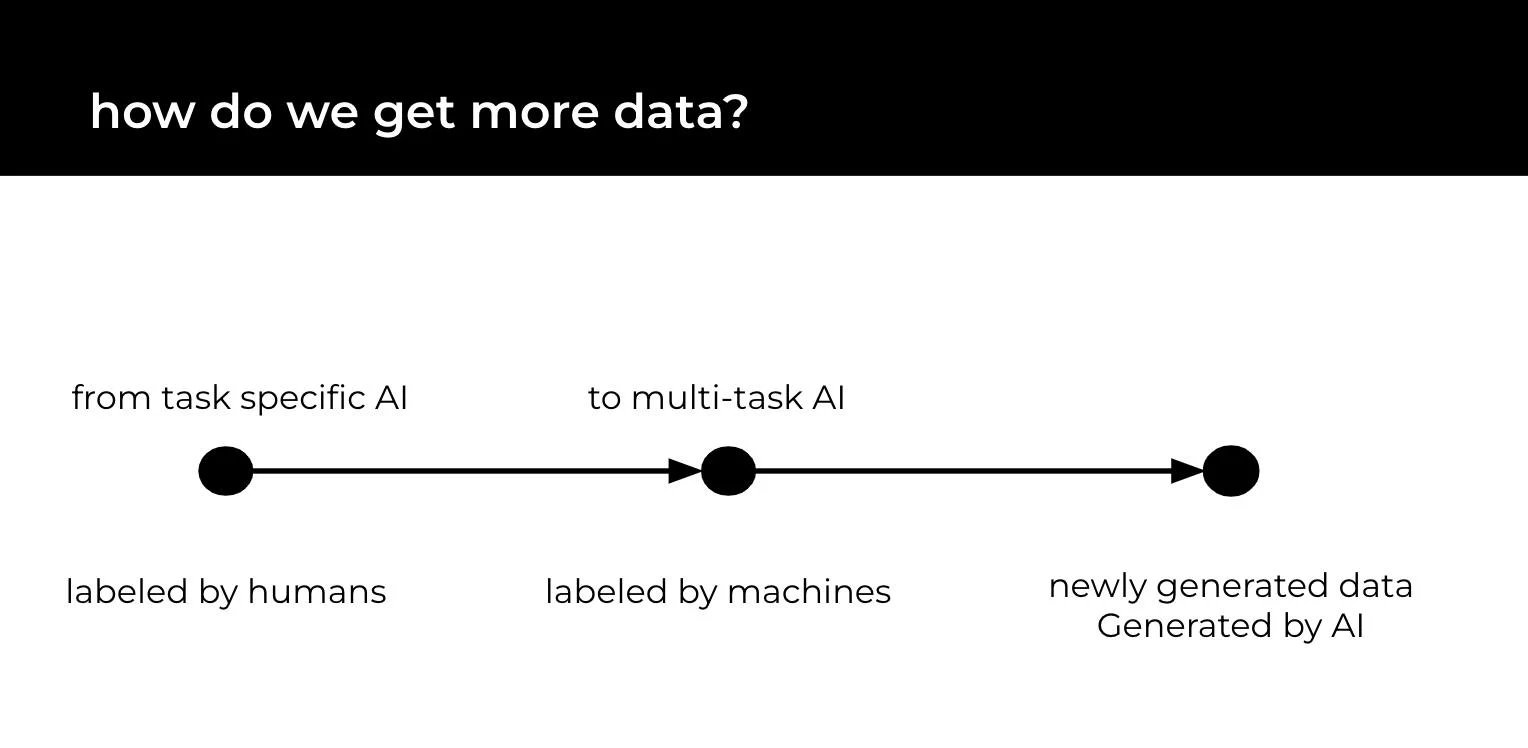 how do we get more data?
from task specific AI
to multi-task AI
labeled by humans
labeled by machines
newly generated data
Generated by AI